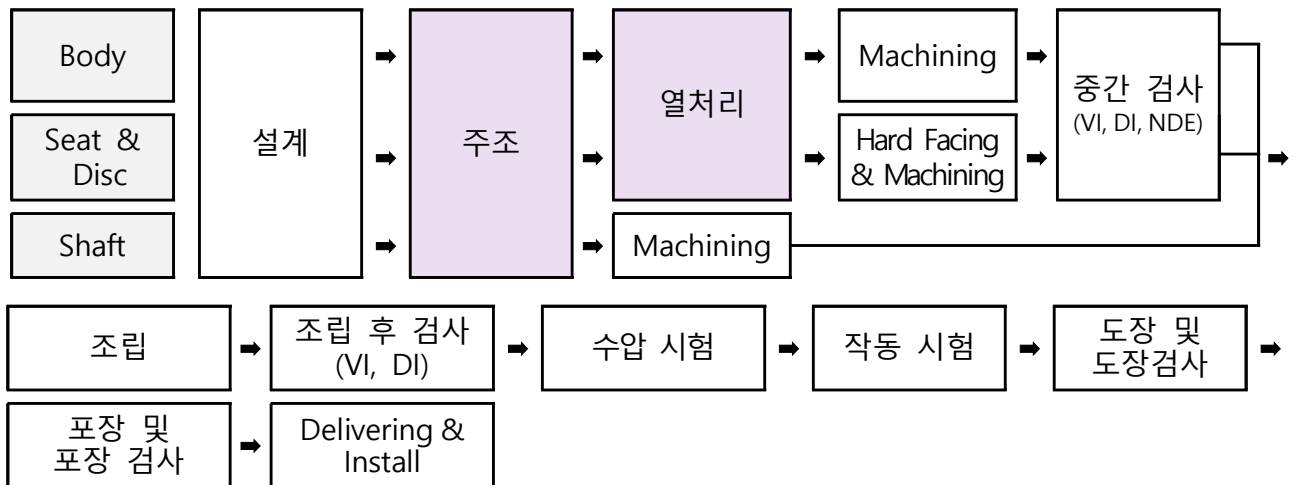 Body
설계
주조
열처리
Machining
중간 검사
(VI, DI, NDE)
Seat &
Disc
Hard Facing
& Machining
Shaft
Machining
조립
조립 후 검사
(VI, DI)
수압 시험
작동 시험
도장 및
도장검사
포장 및
포장 검사
Delivering &
Install